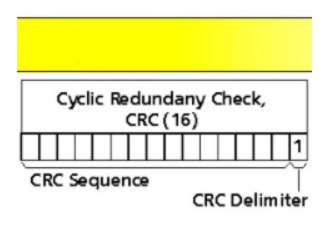 Cyclic Redundany Check,
CRC (16)
1
CRC Sequence
CRC Delimiter